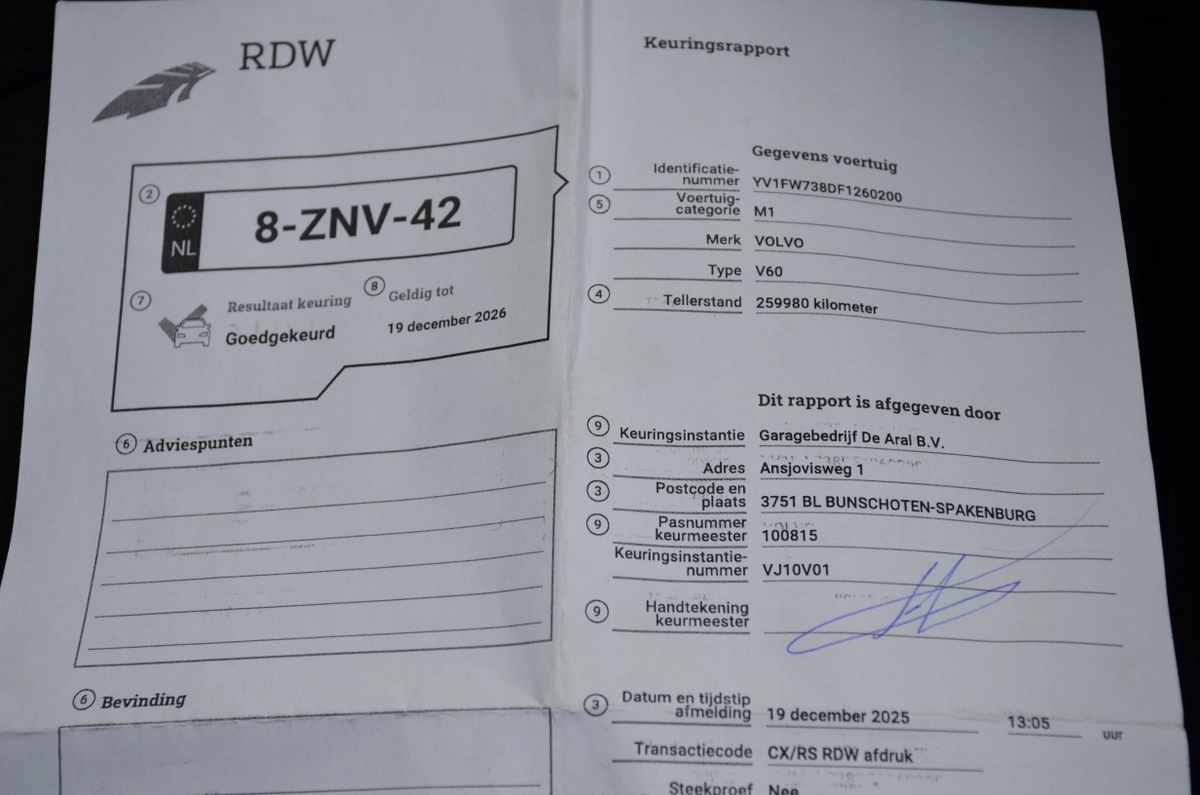 RDW
2
NL
8-ZNV-42
7
Resultaat keuring
Goedgekeurd
8
Geldig tot
19 december 2026
6 Adviespunten
6 Bevinding
Keuringsrapport
Gegevens voertuig
1 Identificatie-
nummer YV1FW738DF1260200
5 Voertuig-
categorie M1
Merk VOLVO
Type V60
4 Tellerstand 259980 kilometer
Dit rapport is afgegeven door
9 Keuringsinstantie Garagebedrijf De Aral B.V.
3 Adres Ansjovisweg 1
3 Postcode en
plaats 3751 BL BUNSCHOTEN-SPAKENBURG
9 Pasnummer
keurmeester 100815
Keuringsinstantie-
nummer VJ10V01
9 Handtekening
keurmeester
3 Datum en tijdstip
afmelding 19 december 2025 13:05 uur
Transactiecode CX/RS RDW afdruk
Steekproef Nee